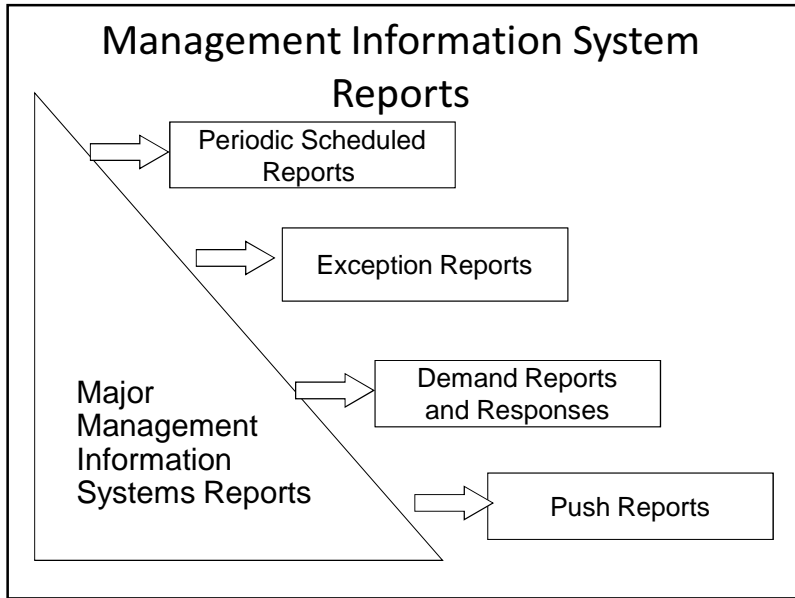 Management Information System
Reports
Periodic Scheduled
Reports
Exception Reports
Demand Reports
and Responses
Major
Management
Information
Systems Reports
Push Reports